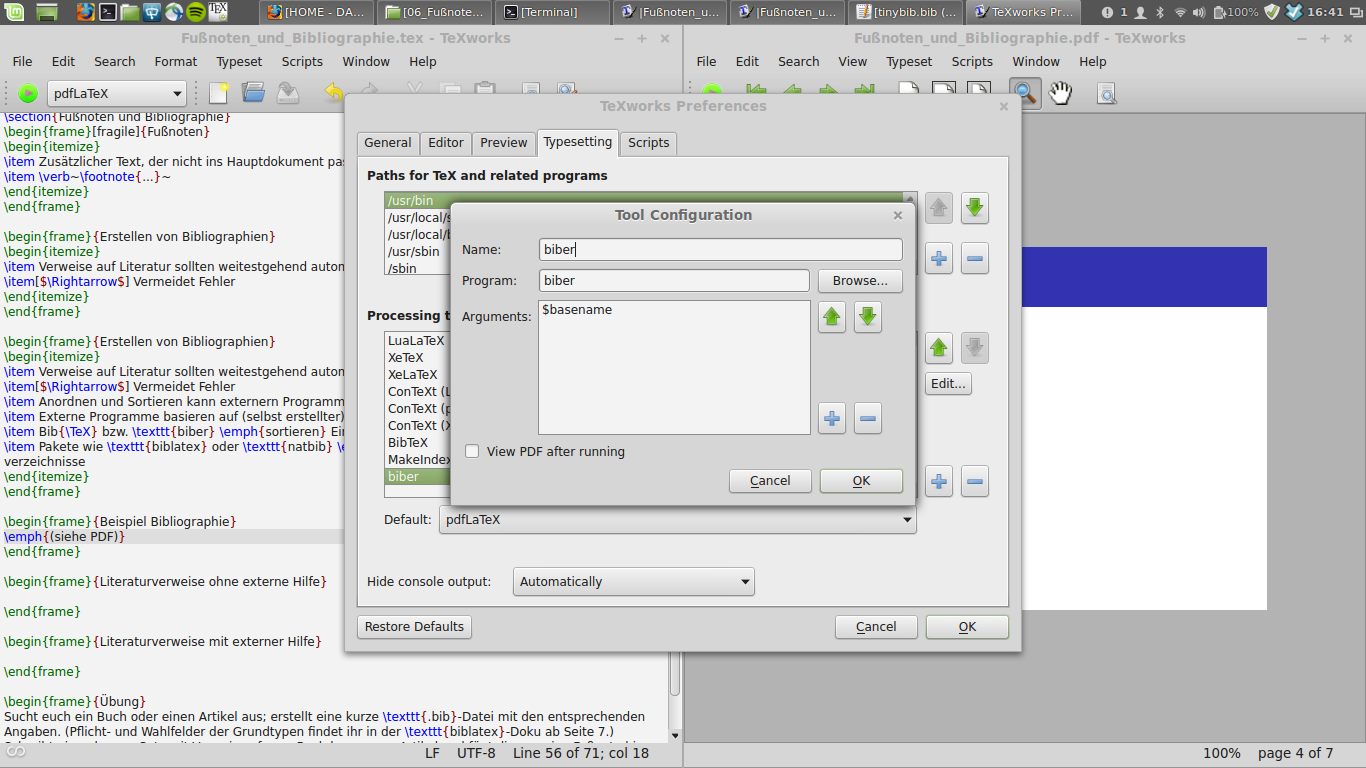 [HOME - DA...
[06_Fußnote...
[Terminal]
|Fußnoten_u...
|Fußnoten_u...
[tinybib.bib (...
TeXworks Pr...
1
100%
16:41
Fußnoten_und_Bibliographie.tex - TeXworks
File Edit Search Format Typeset Scripts Window Help
pdfLaTeX
\section{Fußnoten und Bibliographie}
\begin{frame}[fragile]{Fußnoten}
\begin{itemize}
\item Zusätzlicher Text, der nicht ins Hauptdokument pas
\item \verb~\footnote{...}~
\end{itemize}
\end{frame}
\begin{frame}{Erstellen von Bibliographien}
\begin{itemize}
\item Verweise auf Literatur sollten weitestgehend autom
\item[$\Rightarrow$] Vermeidet Fehler
\end{itemize}
\end{frame}
\begin{frame}{Erstellen von Bibliographien}
\begin{itemize}
\item Verweise auf Literatur sollten weitestgehend autom
\item[$\Rightarrow$] Vermeidet Fehler
\item Anordnen und Sortieren kann externern Programm
\item Externe Programme basieren auf (selbst erstellter)
\item Bib{\TeX} bzw. \texttt{biber} \emph{sortieren} Ei
\item Pakete wie \texttt{biblatex} oder \texttt{natbib}
verzeichnisse
\end{itemize}
\end{frame}
\begin{frame}{Beispiel Bibliographie}
\emph{(siehe PDF)}
\end{frame}
\begin{frame}{Literaturverweise ohne externe Hilfe}
\end{frame}
\begin{frame}{Literaturverweise mit externer Hilfe}
\end{frame}
\begin{frame}{Übung}
Sucht euch ein Buch oder einen Artikel aus; erstellt eine kurze \texttt{.bib}-Datei mit den entsprechenden
Angaben. (Pflicht- und Wahlfelder der Grundtypen findet ihr in der \texttt{biblatex}-Doku ab Seite 7.)
LF UTF-8 Line 56 of 71; col 18
Fußnoten_und_Bibliographie.pdf - TeXworks
File Edit Search View Typeset Scripts Window Help
100% page 4 of 7
TeXworks Preferences
General Editor Preview Typesetting Scripts
Paths for TeX and related programs
/usr/bin
/usr/local/s
/usr/local/b
/usr/sbin
/sbin
Processing t
LuaLaTeX
XeTeX
XeLaTeX
ConTeXt (L
ConTeXt (p
ConTeXt (X
BibTeX
MakeIndex
biber
Edit...
Default: pdfLaTeX
Hide console output: Automatically
Restore Defaults Cancel OK
Tool Configuration
Name: biber
Program: biber Browse...
Arguments: $basename
View PDF after running
Cancel OK